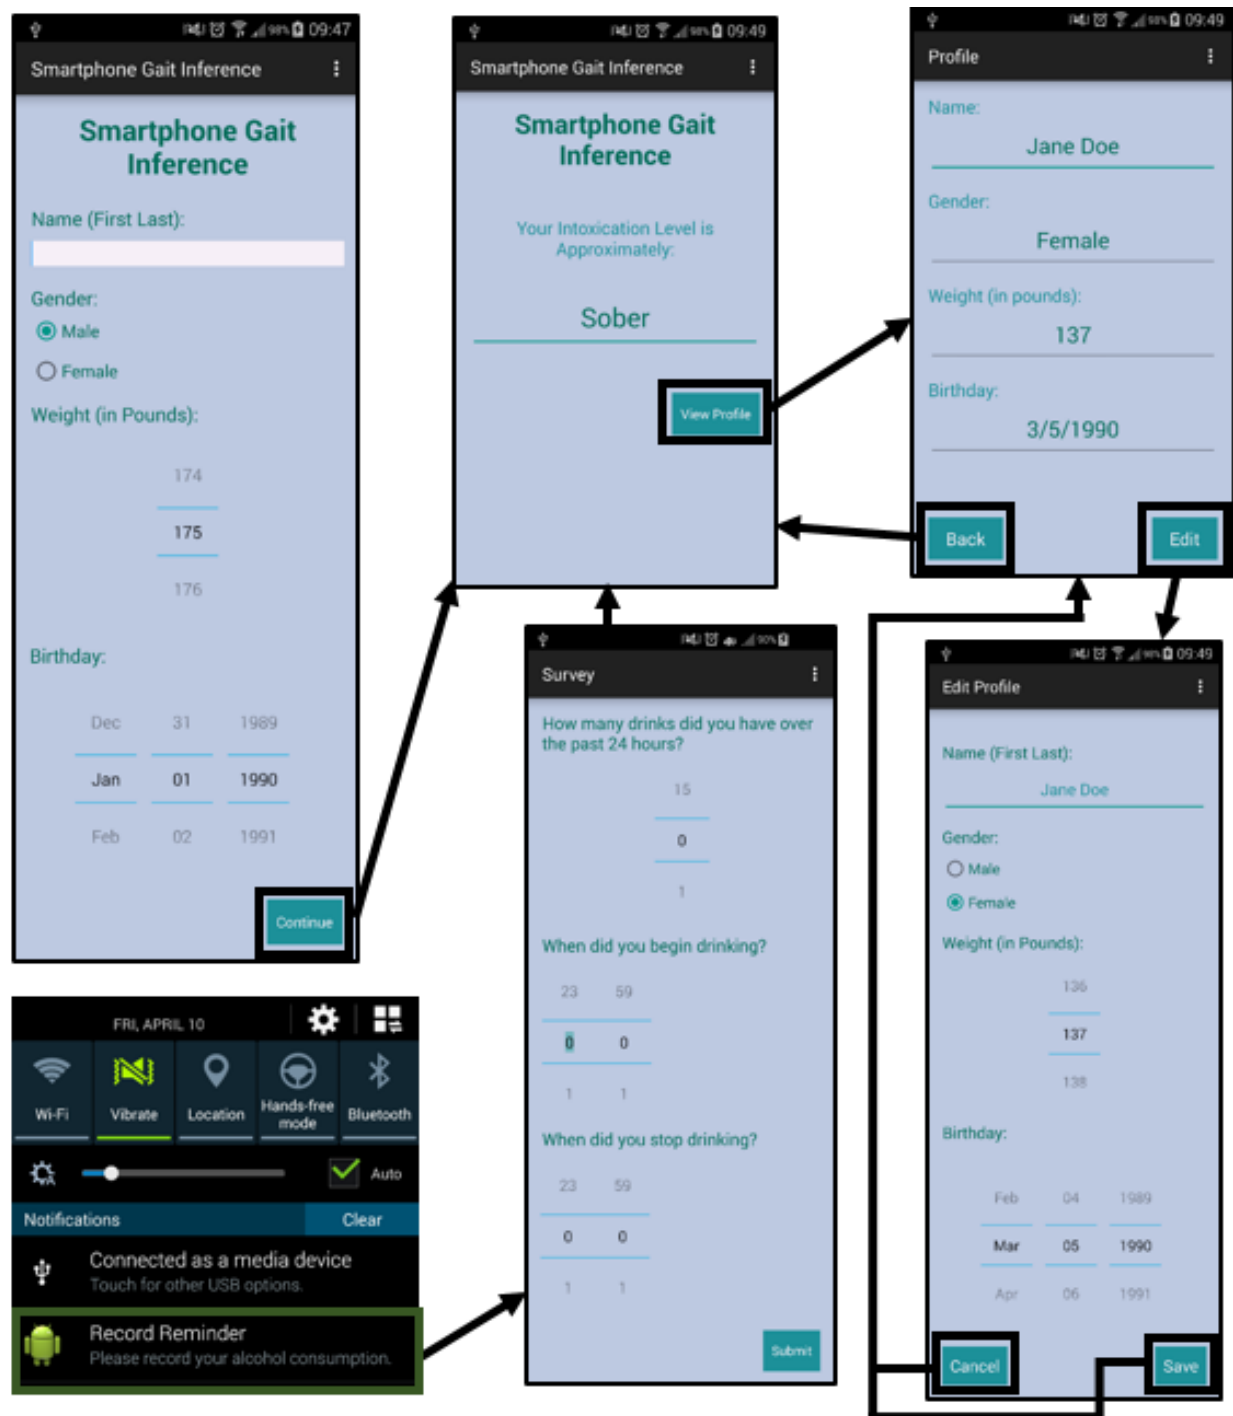 98% 09:47
Smartphone Gait Inference
Smartphone Gait
Inference
Name (First Last):
Gender:
Male
Female
Weight (in Pounds):
174
175
176
Birthday:
Dec 31 1989
Jan 01 1990
Feb 02 1991
Continue
98% 09:49
Smartphone Gait Inference
Smartphone Gait
Inference
Your Intoxication Level is
Approximately:
Sober
View Profile
98% 09:49
Profile
Name:
Jane Doe
Gender:
Female
Weight (in pounds):
137
Birthday:
3/5/1990
Back Edit
FRI, APRIL 10
Wi-Fi Vibrate Location Hands-free mode Bluetooth
Auto
Notifications Clear
Connected as a media device
Touch for other USB options.
Record Reminder
Please record your alcohol consumption.
90%
Survey
How many drinks did you have over
the past 24 hours?
15
0
1
When did you begin drinking?
23 59
0 0
1 1
When did you stop drinking?
23 59
0 0
1 1
Submit
98% 09:49
Edit Profile
Name (First Last):
Jane Doe
Gender:
Male
Female
Weight (in Pounds):
136
137
138
Birthday:
Feb 04 1989
Mar 05 1990
Apr 06 1991
Cancel Save